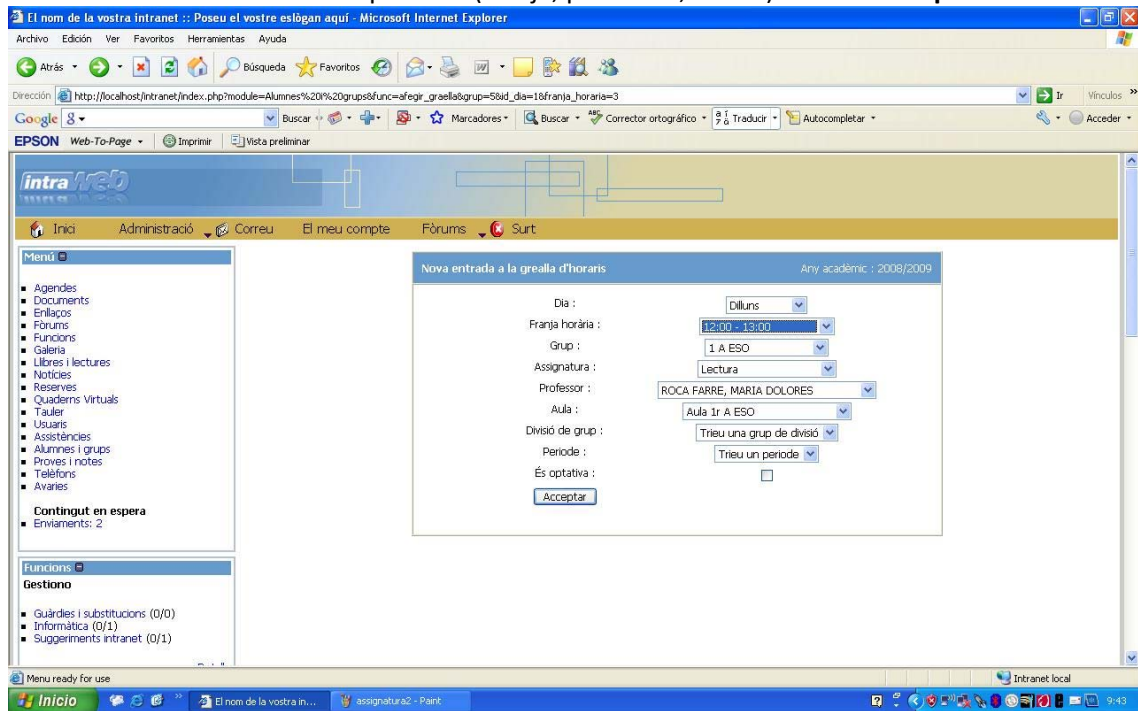 El nom de la vostra intranet :: Poseu el vostre eslògan aquí - Microsoft Internet Explorer
Archivo Edición Ver Favoritos Herramientas Ayuda
Atrás Búsqueda Favoritos
Dirección http://localhost/intranet/index.php?module=Alumnes%20i%20grups&func=afegir_graella&grup=5&id_dia=1&franja_horaria=3 Ir Vínculos »
Google Buscar Marcadores Buscar Corrector ortográfico Traducir Autocompletar Acceder
EPSON Web-To-Page Imprimir Vista preliminar
intraWeb
Inici Administració Correu El meu compte Fòrums Surt
Menú
Agendes
Documents
Enllaços
Fòrums
Funcions
Galeria
Llibres i lectures
Notícies
Reserves
Quaderns Virtuals
Tauler
Usuaris
Assistències
Alumnes i grups
Proves i notes
Telèfons
Avaries
Contingut en espera
Enviaments: 2
Funcions
Gestiono
Guàrdies i substitucions (0/0)
Informàtica (0/1)
Suggeriments intranet (0/1)
Nova entrada a la grealla d'horaris Any acadèmic : 2008/2009
Dia : Dilluns
Franja horària : 12:00 - 13:00
Grup : 1 A ESO
Assignatura : Lectura
Professor : ROCA FARRE, MARIA DOLORES
Aula : Aula 1r A ESO
Divisió de grup : Trieu una grup de divisió
Periode : Trieu un periode
És optativa :
Acceptar
Menu ready for use Intranet local
Inicio El nom de la vostra in... assignatura2 - Paint 9:43